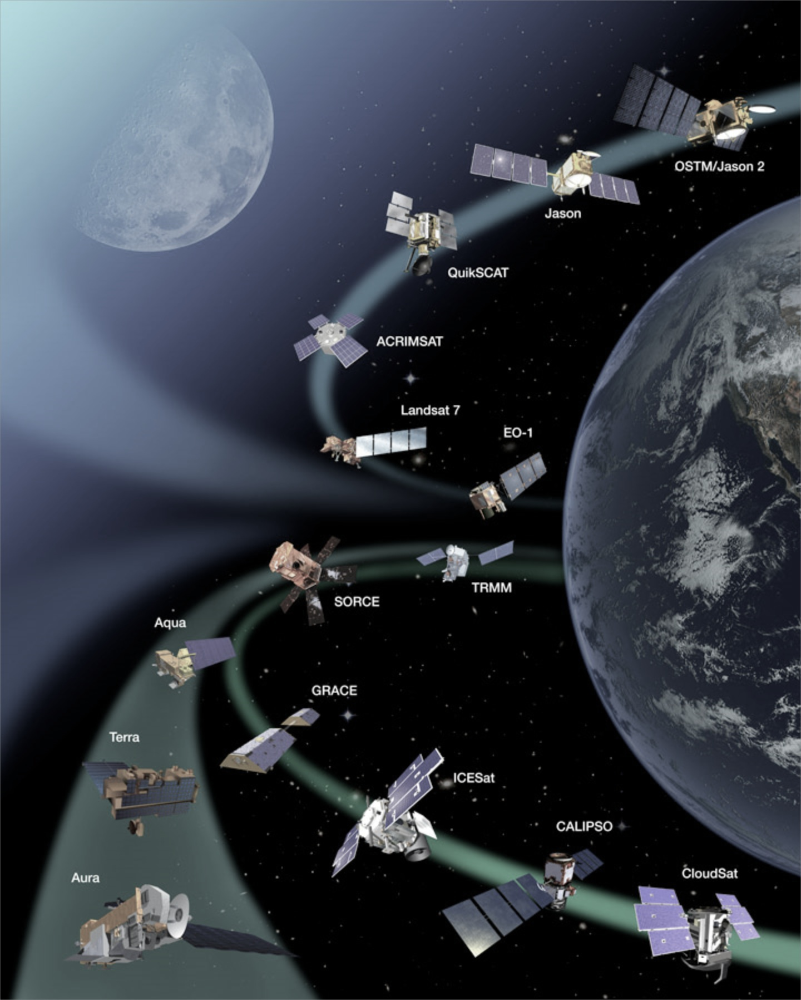 OSTM/Jason 2
Jason
QuikSCAT
ACRIMSAT
Landsat 7
EO-1
TRMM
SORCE
Aqua
GRACE
Terra
ICESat
CALIPSO
CloudSat
Aura